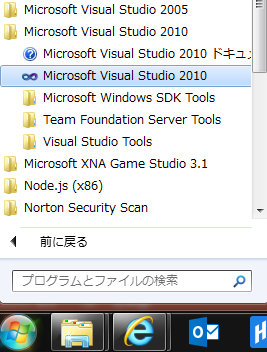 Microsoft Visual Studio 2005
Microsoft Visual Studio 2010
Microsoft Visual Studio 2010 ドキュ
Microsoft Visual Studio 2010
Microsoft Windows SDK Tools
Team Foundation Server Tools
Visual Studio Tools
Microsoft XNA Game Studio 3.1
Node.js (x86)
Norton Security Scan
前に戻る
プログラムとファイルの検索